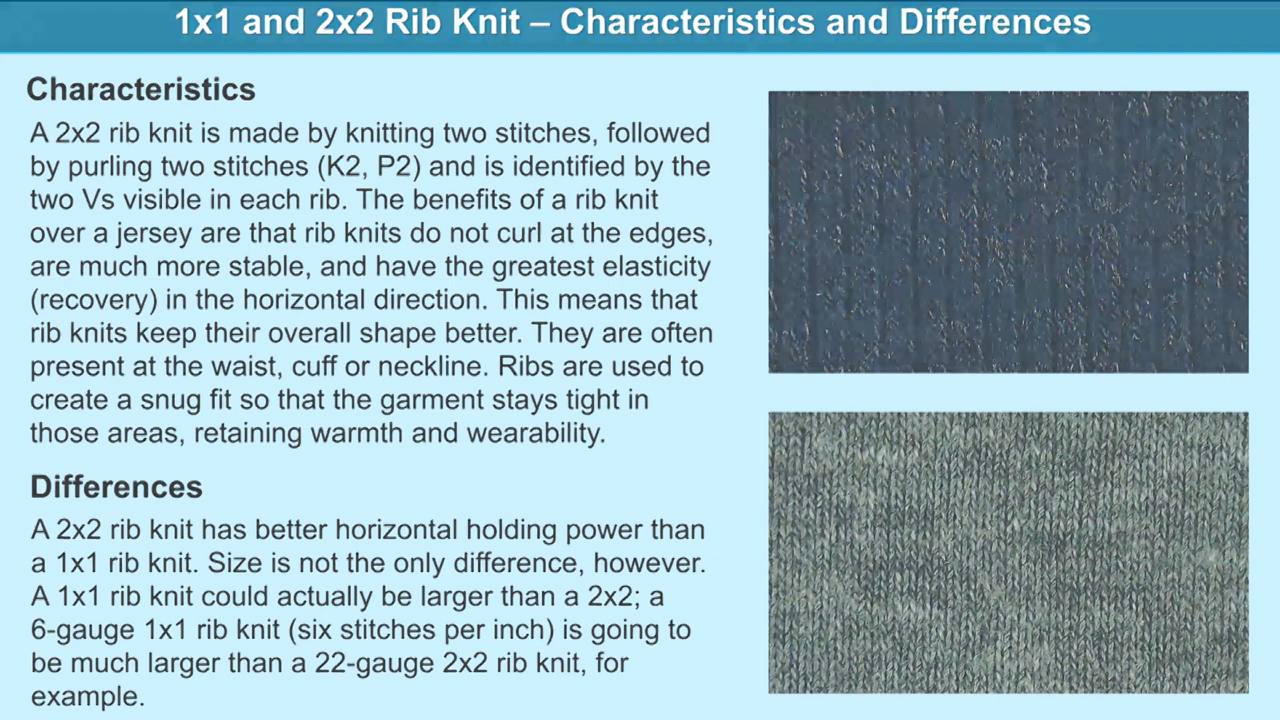 1x1 and 2x2 Rib Knit – Characteristics and Differences
Characteristics
A 2x2 rib knit is made by knitting two stitches, followed
by purling two stitches (K2, P2) and is identified by the
two Vs visible in each rib. The benefits of a rib knit
over a jersey are that rib knits do not curl at the edges,
are much more stable, and have the greatest elasticity
(recovery) in the horizontal direction. This means that
rib knits keep their overall shape better. They are often
present at the waist, cuff or neckline. Ribs are used to
create a snug fit so that the garment stays tight in
those areas, retaining warmth and wearability.
Differences
A 2x2 rib knit has better horizontal holding power than
a 1x1 rib knit. Size is not the only difference, however.
A 1x1 rib knit could actually be larger than a 2x2; a
6-gauge 1x1 rib knit (six stitches per inch) is going to
be much larger than a 22-gauge 2x2 rib knit, for
example.